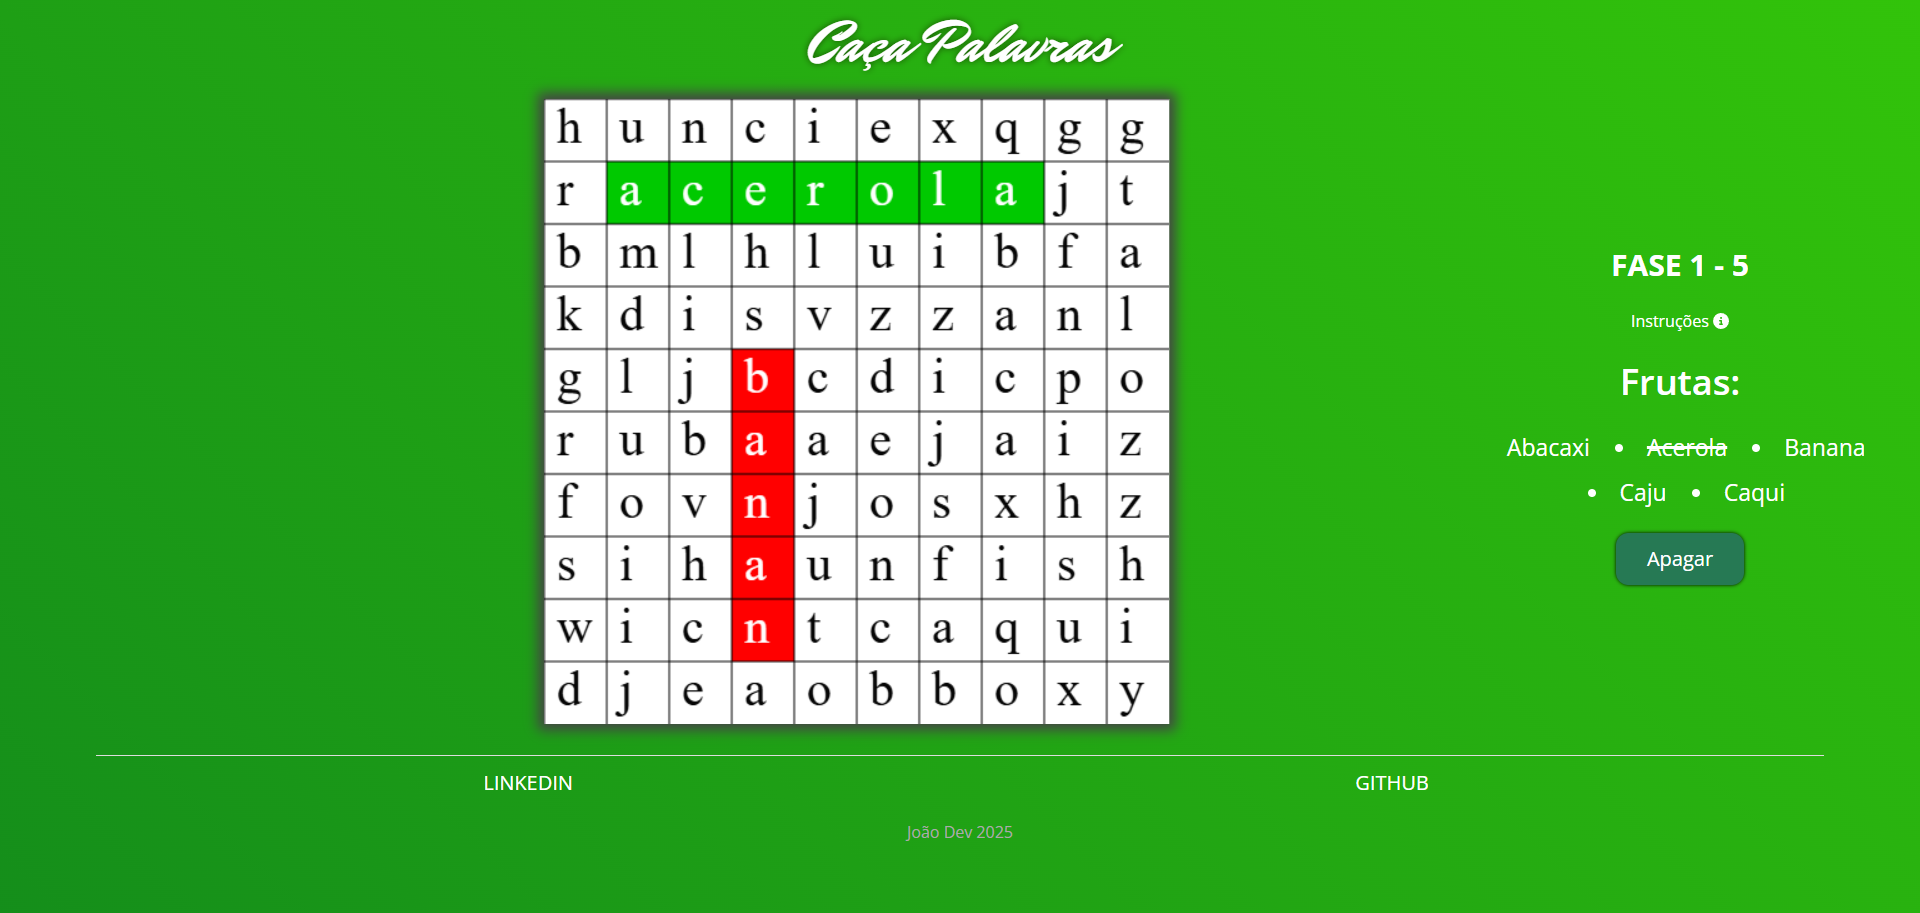 Caça Palavras
h u n c i e x q g g
r a c e r o l a j t
b m l h l u i b f a
k d i s v z z a n l
g l j b c d i c p o
r u b a a e j a i z
f o v n j o s x h z
s i h a u n f i s h
w i c n t c a q u i
d j e a o b b o x y
FASE 1 - 5
Instruções
Frutas:
Abacaxi • Acerola • Banana
• Caju • Caqui
Apagar
LINKEDIN GITHUB
João Dev 2025